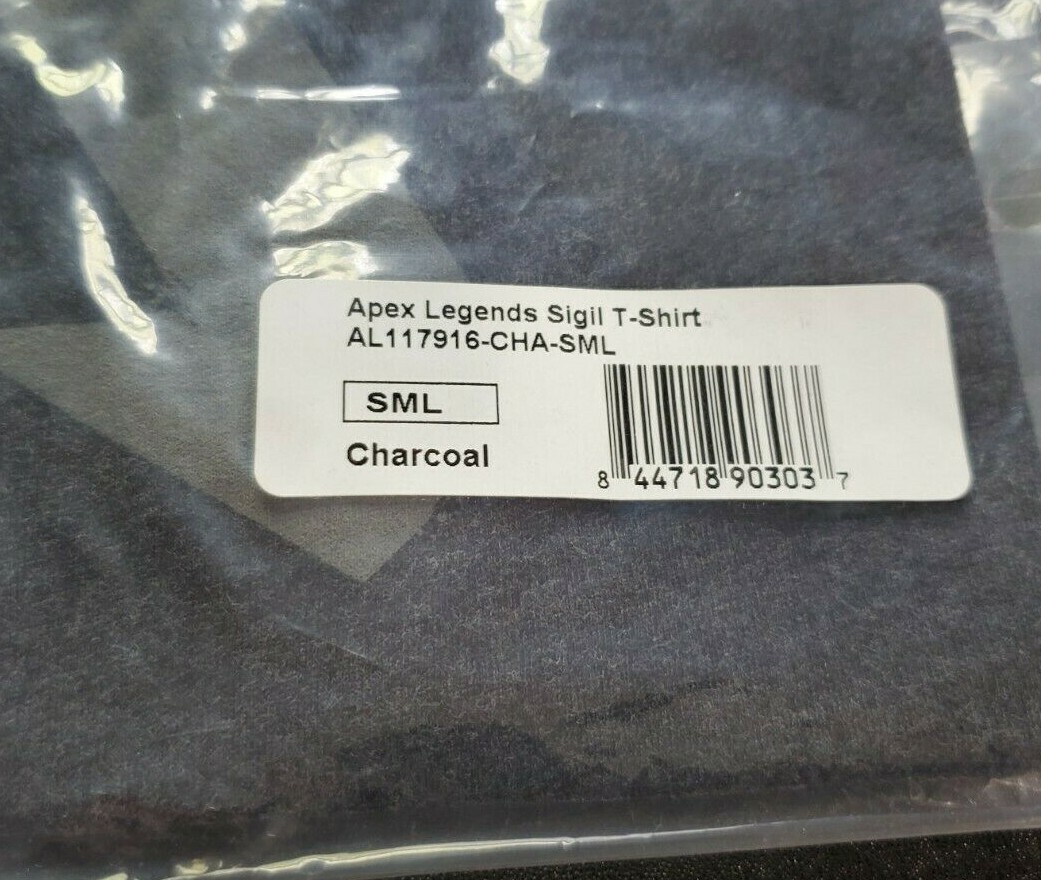 Apex Legends Sigil T-Shirt
AL117916-CHA-SML
SML
Charcoal
8 44718 90303 7